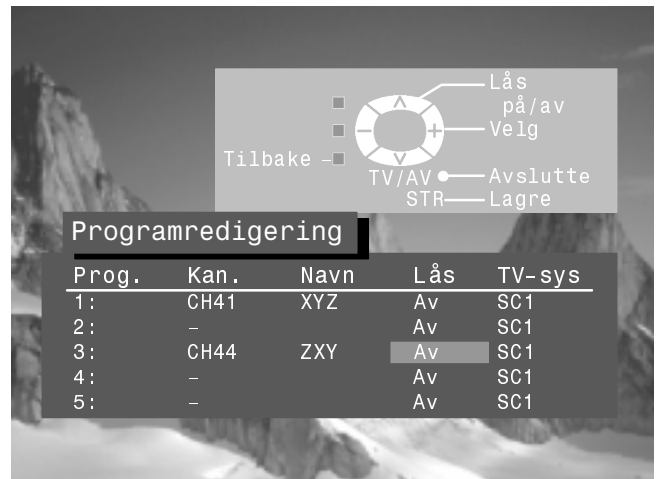 Lås
på/av
Velg
Tilbake
TV/AV Avslutte
STR Lagre
Programredigering
Prog. Kan. Navn Lås TV-sys
1: CH41 XYZ Av SC1
2: – Av SC1
3: CH44 ZXY Av SC1
4: – Av SC1
5: – Av SC1